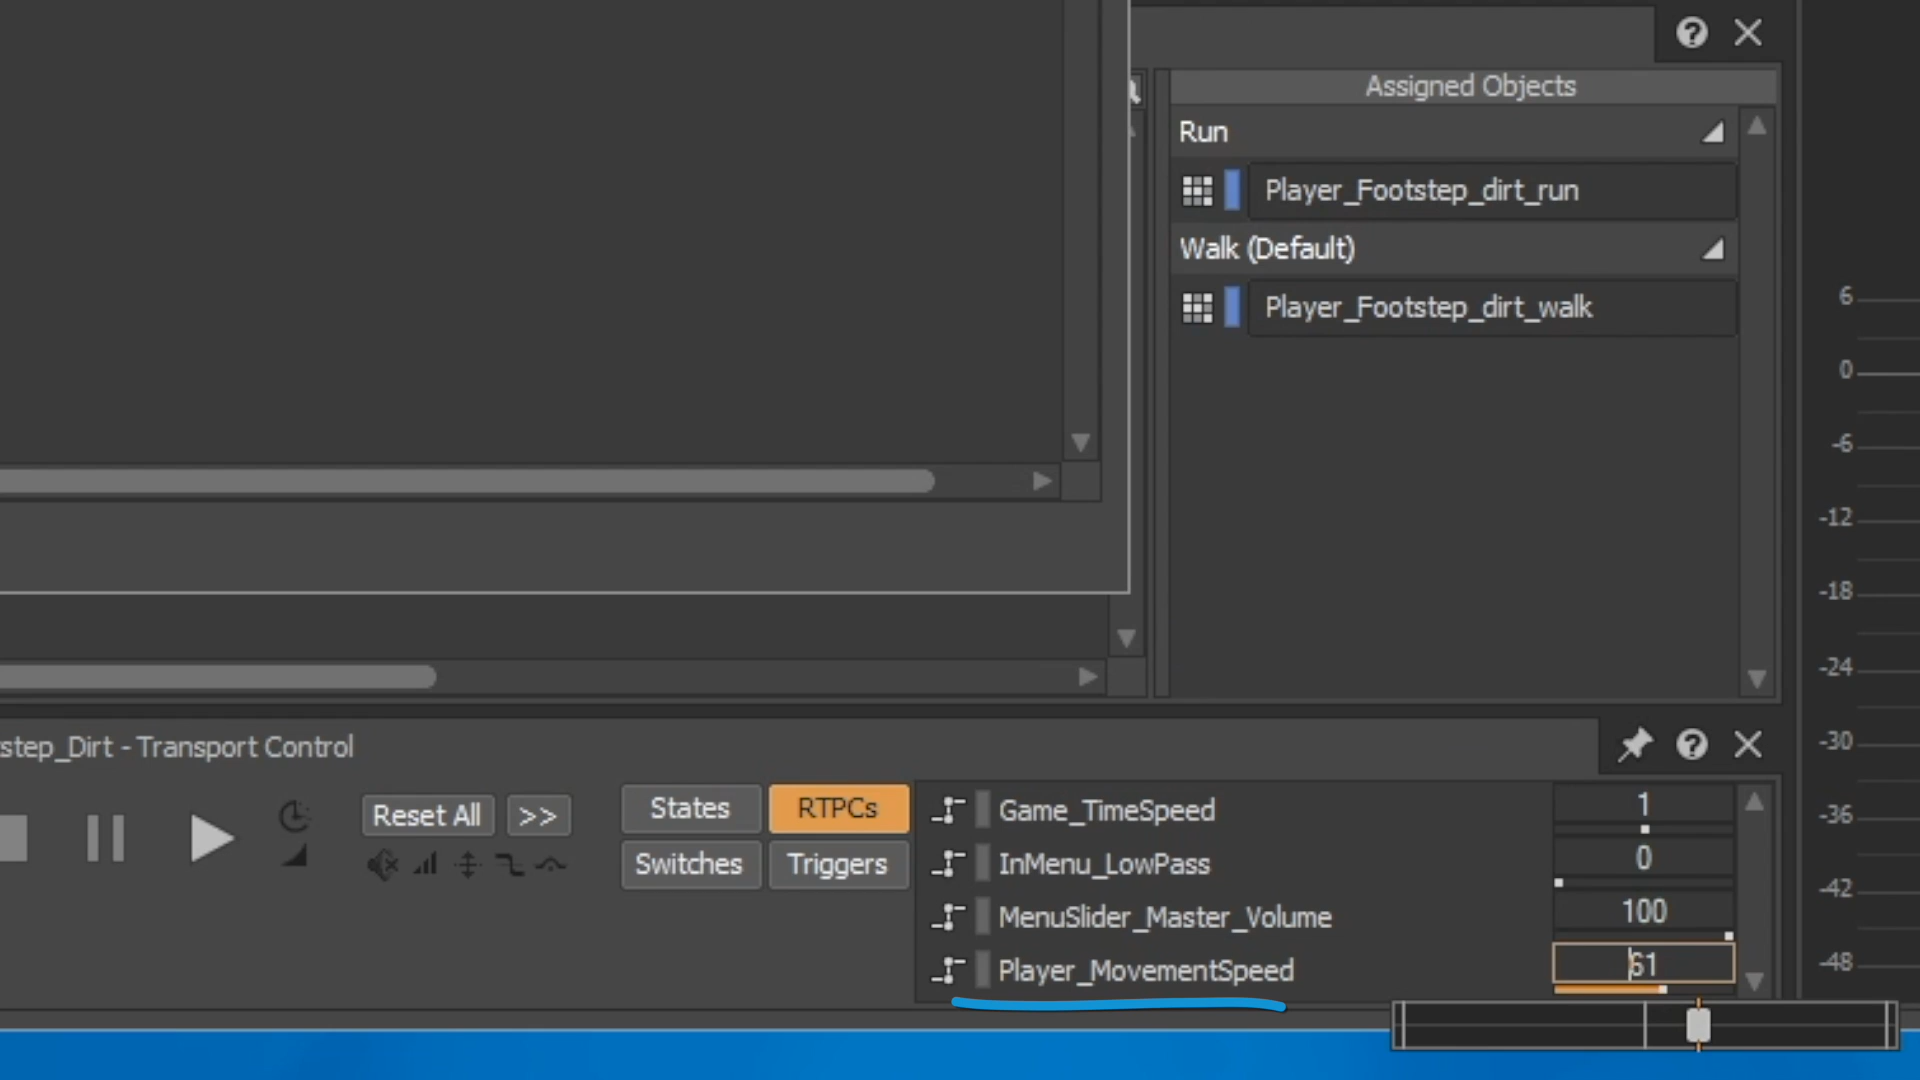 Assigned Objects
Run
Player_Footstep_dirt_run
Walk (Default)
Player_Footstep_dirt_walk
6
0
-6
-12
-18
-24
-30
-36
-42
-48
step_Dirt - Transport Control
Reset All >>
States RTPCs
Switches Triggers
Game_TimeSpeed 1
InMenu_LowPass 0
MenuSlider_Master_Volume 100
Player_MovementSpeed 61